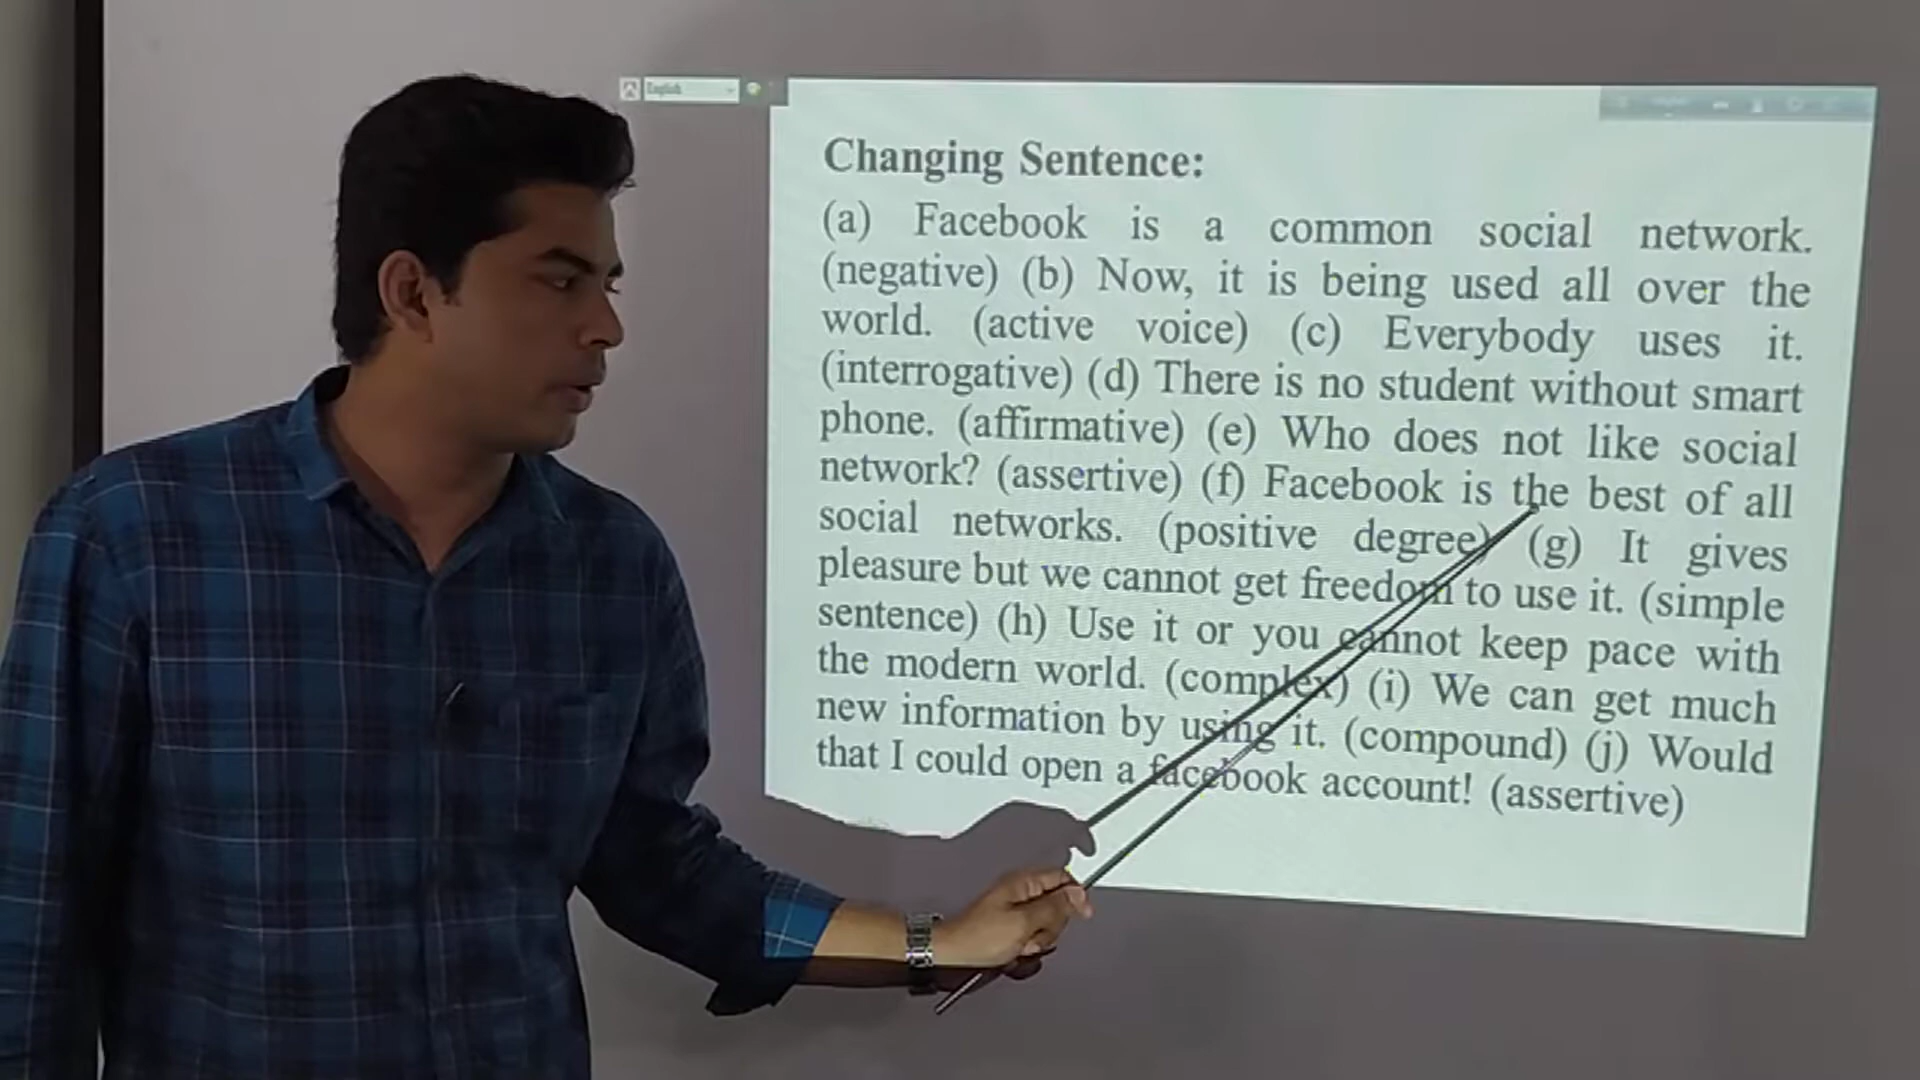 English
Changing Sentence:
(a) Facebook is a common social network.
(negative) (b) Now, it is being used all over the
world. (active voice) (c) Everybody uses it.
(interrogative) (d) There is no student without smart
phone. (affirmative) (e) Who does not like social
network? (assertive) (f) Facebook is the best of all
social networks. (positive degree) (g) It gives
pleasure but we cannot get freedom to use it. (simple
sentence) (h) Use it or you cannot keep pace with
the modern world. (complex) (i) We can get much
new information by using it. (compound) (j) Would
that I could open a facebook account! (assertive)